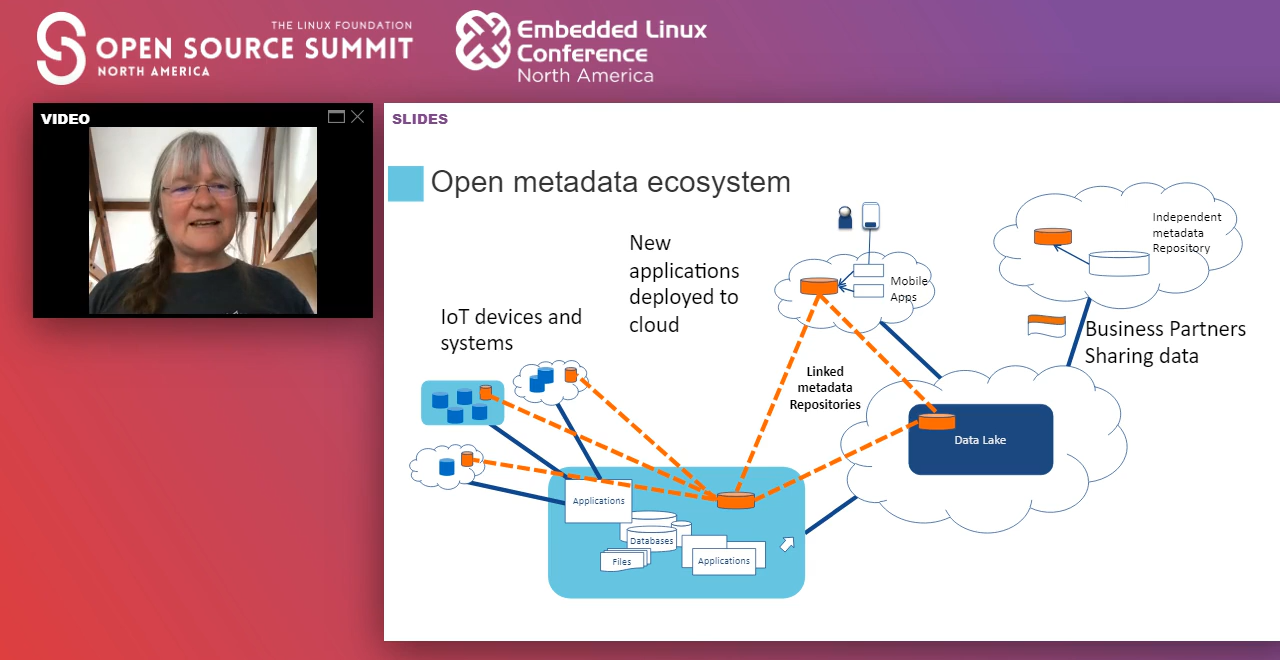 THE LINUX FOUNDATION
OPEN SOURCE SUMMIT
NORTH AMERICA
Embedded Linux
Conference
North America
VIDEO
SLIDES
Open metadata ecosystem
New
applications
deployed to
cloud
IoT devices and
systems
Mobile
Apps
Independent
metadata
Repository
Business Partners
Sharing data
Linked
metadata
Repositories
Data Lake
Applications
Databases
Files
Applications